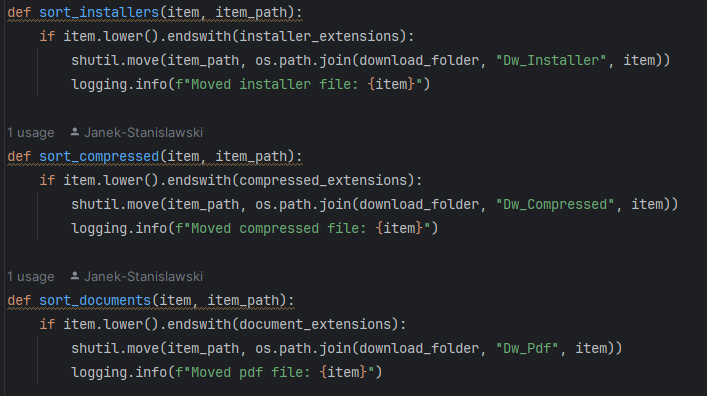 def sort_installers(item, item_path):
    if item.lower().endswith(installer_extensions):
        shutil.move(item_path, os.path.join(download_folder, "Dw_Installer", item))
        logging.info(f"Moved installer file: {item}")
1 usage Janek-Stanislawski
def sort_compressed(item, item_path):
    if item.lower().endswith(compressed_extensions):
        shutil.move(item_path, os.path.join(download_folder, "Dw_Compressed", item))
        logging.info(f"Moved compressed file: {item}")
1 usage Janek-Stanislawski
def sort_documents(item, item_path):
    if item.lower().endswith(document_extensions):
        shutil.move(item_path, os.path.join(download_folder, "Dw_Pdf", item))
        logging.info(f"Moved pdf file: {item}")